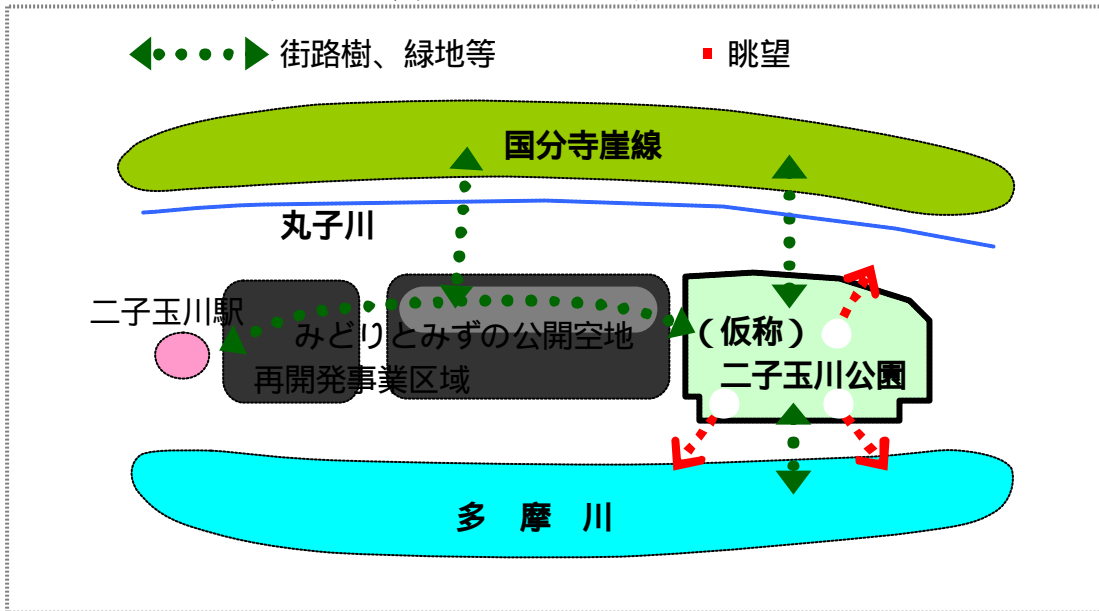 街路樹、緑地等
眺望
国分寺崖線
丸子川
二子玉川駅
みどりとみずの公開空地
再開発事業区域
（仮称）
二子玉川公園
多 摩 川